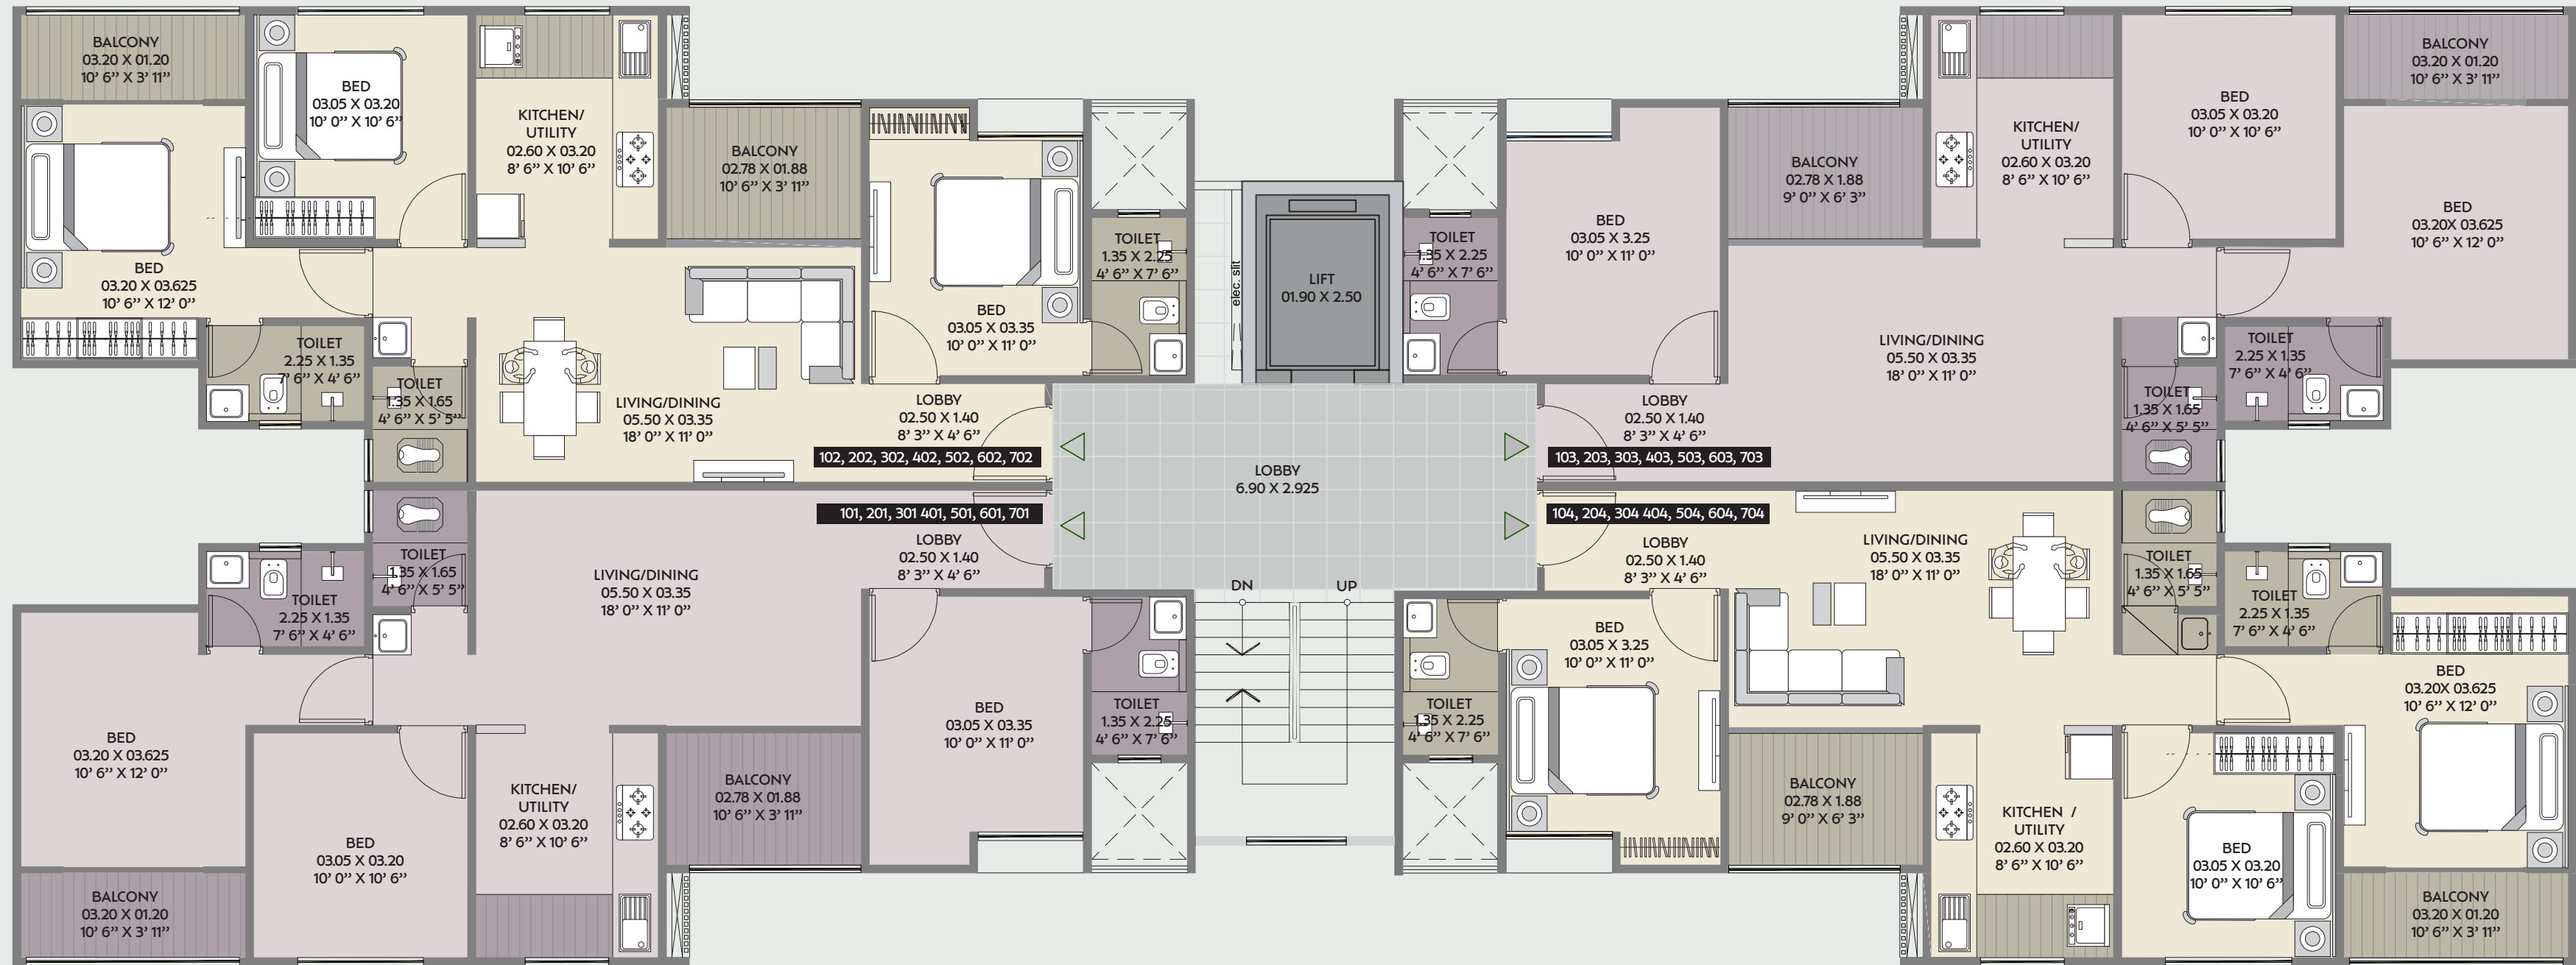 BALCONY
03.20 X 01.20
10' 6" X 3' 11"
BED
03.05 X 03.20
10' 0" X 10' 6"
KITCHEN/
UTILITY
02.60 X 03.20
8' 6" X 10' 6"
BALCONY
02.78 X 01.88
10' 6" X 3' 11"
BED
03.20 X 03.625
10' 6" X 12' 0"
BED
03.05 X 03.35
10' 0" X 11' 0"
TOILET
1.35 X 2.25
4' 6" X 7' 6"
TOILET
2.25 X 1.35
7' 6" X 4' 6"
TOILET
1.35 X 1.65
4' 6" X 5' 5"
LIVING/DINING
05.50 X 03.35
18' 0" X 11' 0"
LOBBY
02.50 X 1.40
8' 3" X 4' 6"
102, 202, 302, 402, 502, 602, 702
elec. slit
LIFT
01.90 X 2.50
TOILET
1.35 X 2.25
4' 6" X 7' 6"
BED
03.05 X 3.25
10' 0" X 11' 0"
BALCONY
02.78 X 1.88
9' 0" X 6' 3"
KITCHEN/
UTILITY
02.60 X 03.20
8' 6" X 10' 6"
BED
03.05 X 03.20
10' 0" X 10' 6"
BALCONY
03.20 X 01.20
10' 6" X 3' 11"
BED
03.20X 03.625
10' 6" X 12' 0"
LIVING/DINING
05.50 X 03.35
18' 0" X 11' 0"
TOILET
2.25 X 1.35
7' 6" X 4' 6"
TOILET
1.35 X 1.65
4' 6" X 5' 5"
LOBBY
02.50 X 1.40
8' 3" X 4' 6"
103, 203, 303, 403, 503, 603, 703
LOBBY
6.90 X 2.925
101, 201, 301 401, 501, 601, 701
LOBBY
02.50 X 1.40
8' 3" X 4' 6"
LIVING/DINING
05.50 X 03.35
18' 0" X 11' 0"
TOILET
1.35 X 1.65
4' 6" X 5' 5"
TOILET
2.25 X 1.35
7' 6" X 4' 6"
BED
03.20 X 03.625
10' 6" X 12' 0"
BED
03.05 X 03.20
10' 0" X 10' 6"
KITCHEN/
UTILITY
02.60 X 03.20
8' 6" X 10' 6"
BALCONY
02.78 X 01.88
10' 6" X 3' 11"
BED
03.05 X 03.35
10' 0" X 11' 0"
TOILET
1.35 X 2.25
4' 6" X 7' 6"
BALCONY
03.20 X 01.20
10' 6" X 3' 11"
DN
UP
104, 204, 304 404, 504, 604, 704
LOBBY
02.50 X 1.40
8' 3" X 4' 6"
LIVING/DINING
05.50 X 03.35
18' 0" X 11' 0"
TOILET
1.35 X 1.65
4' 6" X 5' 5"
TOILET
2.25 X 1.35
7' 6" X 4' 6"
BED
03.05 X 3.25
10' 0" X 11' 0"
TOILET
1.35 X 2.25
4' 6" X 7' 6"
BED
03.20X 03.625
10' 6" X 12' 0"
BALCONY
02.78 X 1.88
9' 0" X 6' 3"
KITCHEN /
UTILITY
02.60 X 03.20
8' 6" X 10' 6"
BED
03.05 X 03.20
10' 0" X 10' 6"
BALCONY
03.20 X 01.20
10' 6" X 3' 11"